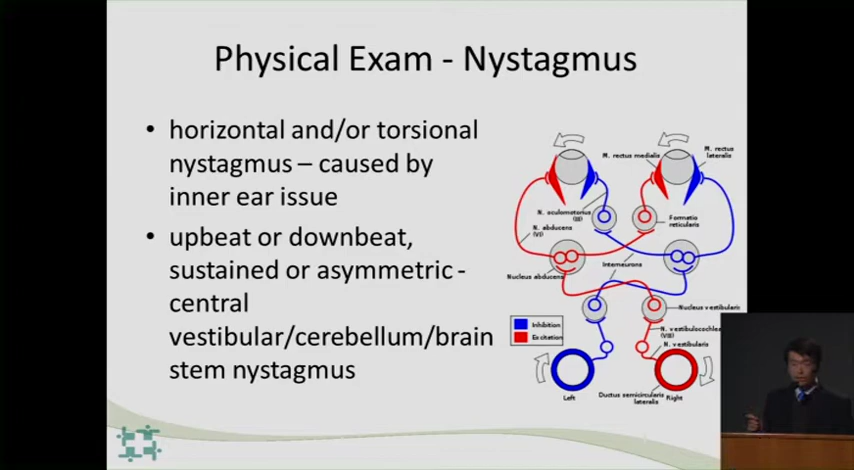 Physical Exam - Nystagmus
• horizontal and/or torsional
nystagmus – caused by
inner ear issue
• upbeat or downbeat,
sustained or asymmetric -
central
vestibular/cerebellum/brain
stem nystagmus
M. rectus medialis
M. rectus
lateralis
N. oculomotorius
(III)
Formatio
reticularis
N. abducens
(VI)
Interneurons
Nucleus abducens
Nucleus vestibularis
Inhibition
Excitation
N. vestibulocochlea
(VIII)
N. vestibularis
Left
Ductus semicircularis
lateralis
Right